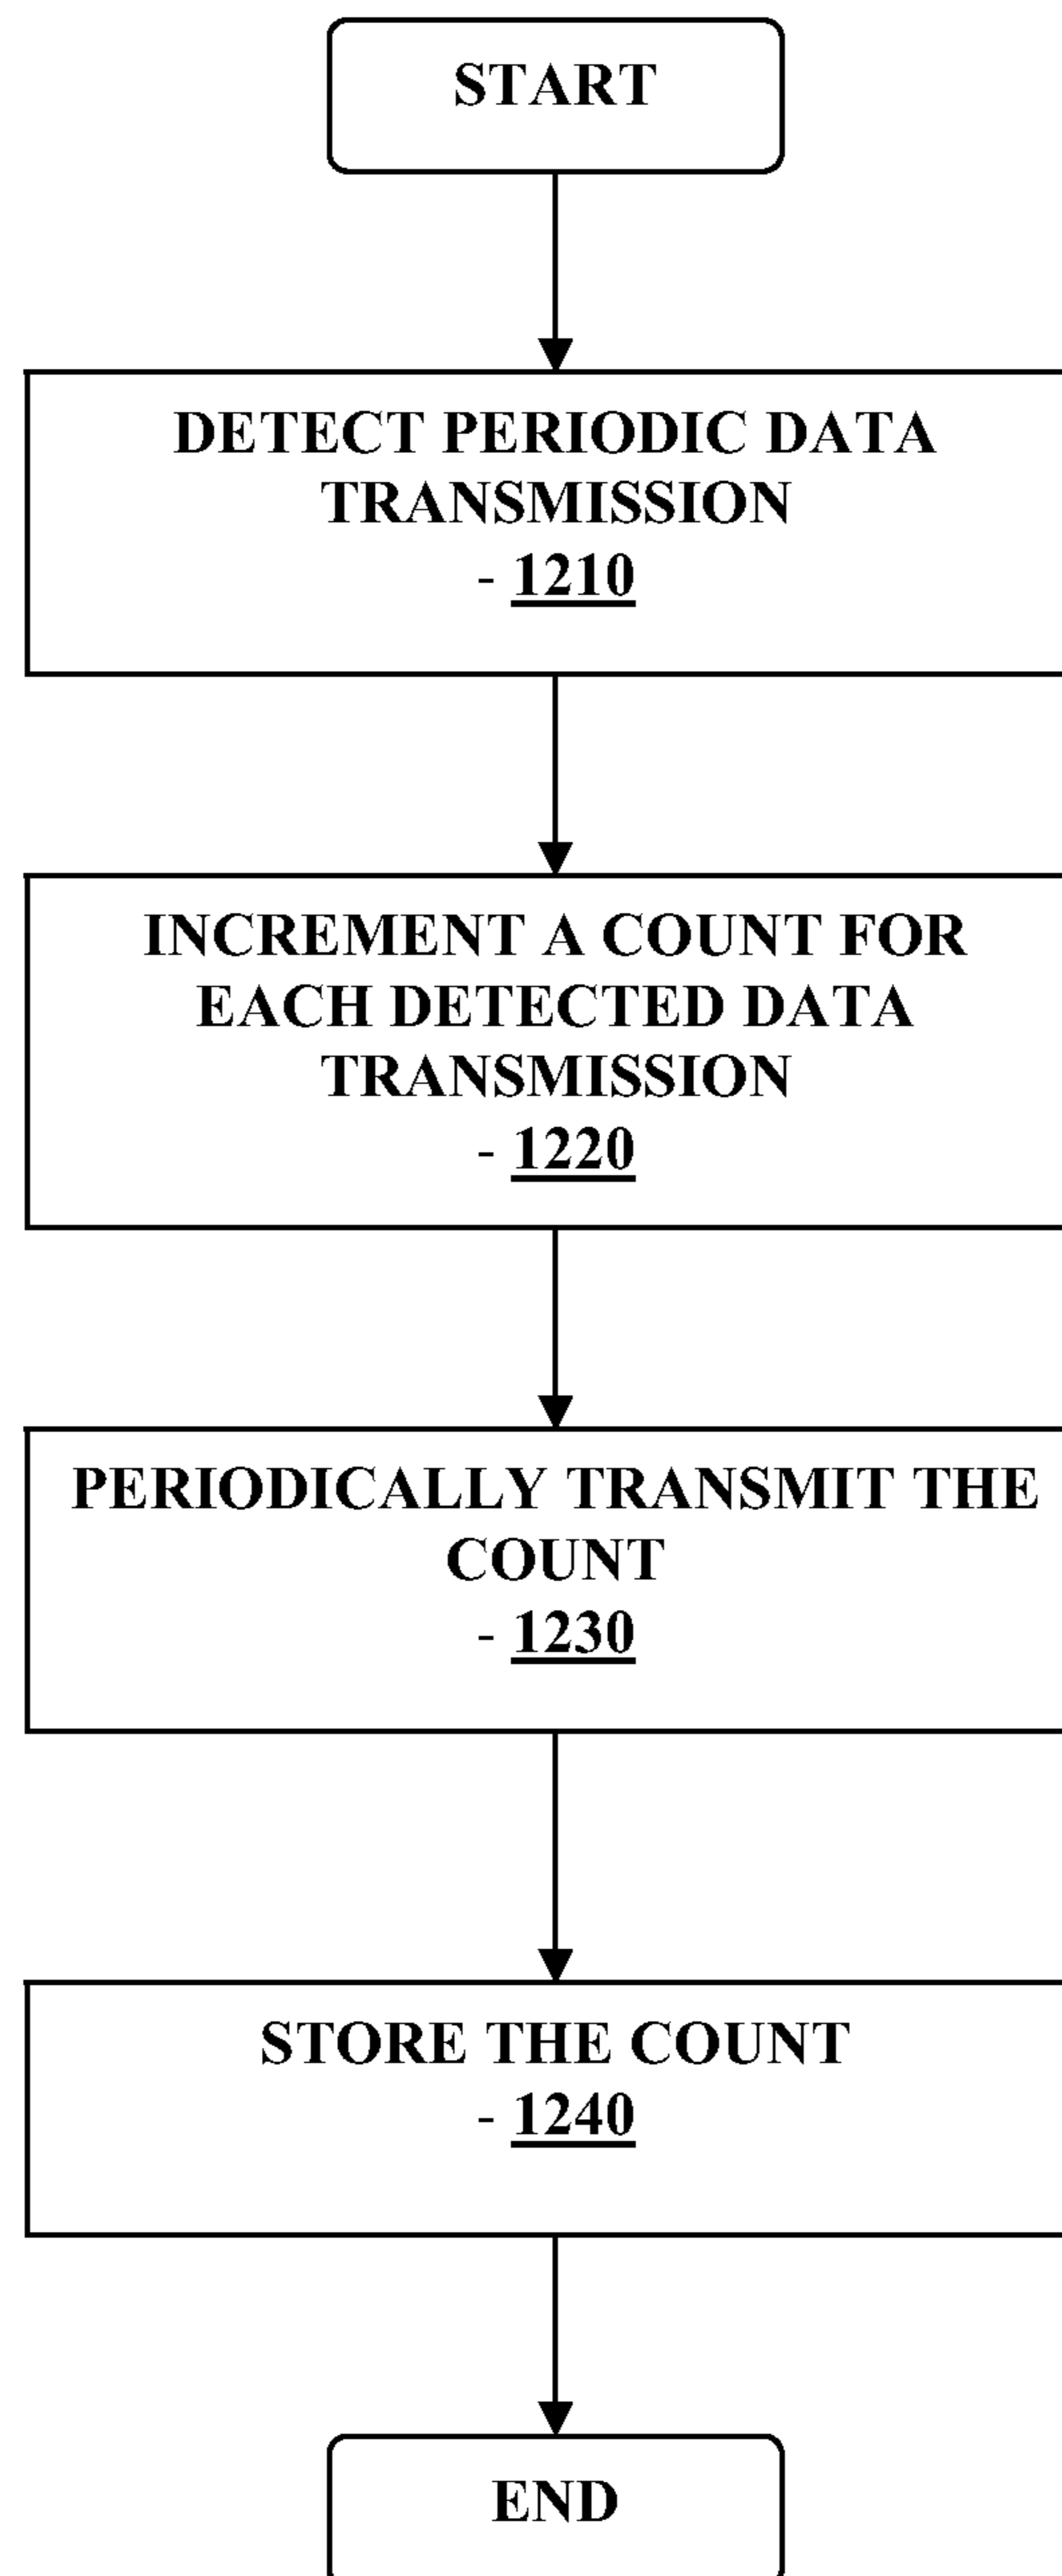 START
DETECT PERIODIC DATA
TRANSMISSION
- 1210
INCREMENT A COUNT FOR
EACH DETECTED DATA
TRANSMISSION
- 1220
PERIODICALLY TRANSMIT THE
COUNT
- 1230
STORE THE COUNT
- 1240
END